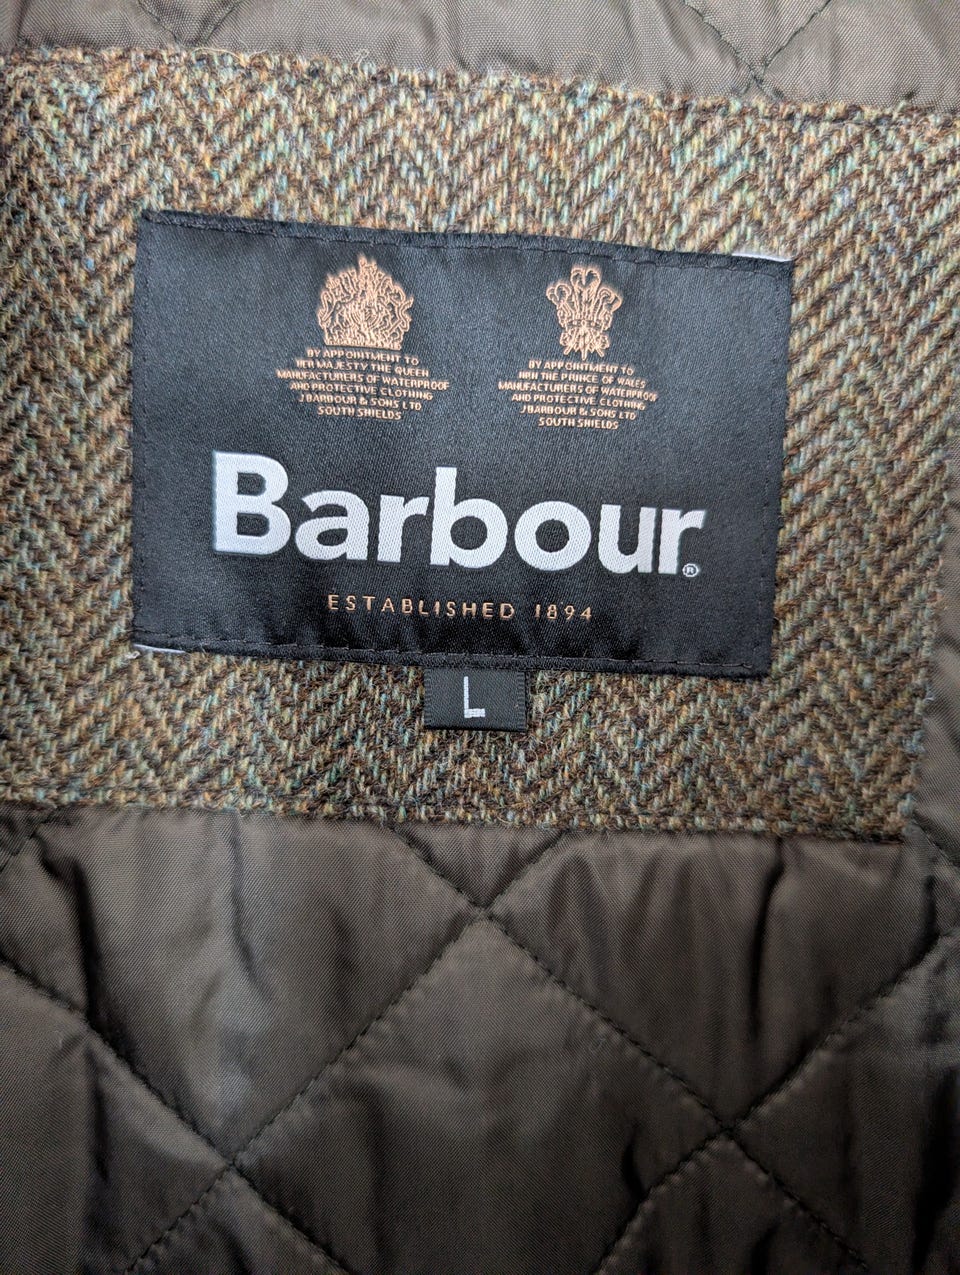 BY APPOINTMENT TO
HER MAJESTY THE QUEEN
MANUFACTURERS OF WATERPROOF
AND PROTECTIVE CLOTHING
J BARBOUR & SONS LTD
SOUTH SHIELDS
BY APPOINTMENT TO
HRH THE PRINCE OF WALES
MANUFACTURERS OF WATERPROOF
AND PROTECTIVE CLOTHING
J BARBOUR & SONS LTD
SOUTH SHIELDS
Barbour®
ESTABLISHED 1894
L